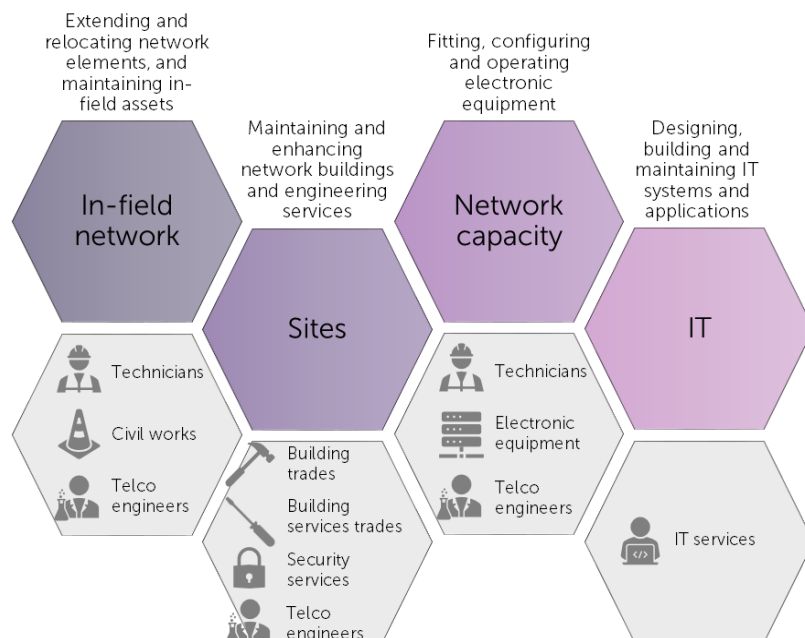 Extending and
relocating network
elements, and
maintaining in-
field assets
In-field
network
Technicians
Civil works
Telco
engineers
Maintaining and
enhancing
network buildings
and engineering
services
Sites
Building
trades
Building
services trades
Security
services
Telco
engineers
Fitting, configuring
and operating
electronic
equipment
Network
capacity
Technicians
Electronic
equipment
Telco
engineers
Designing,
building and
maintaining IT
systems and
applications
IT
IT services